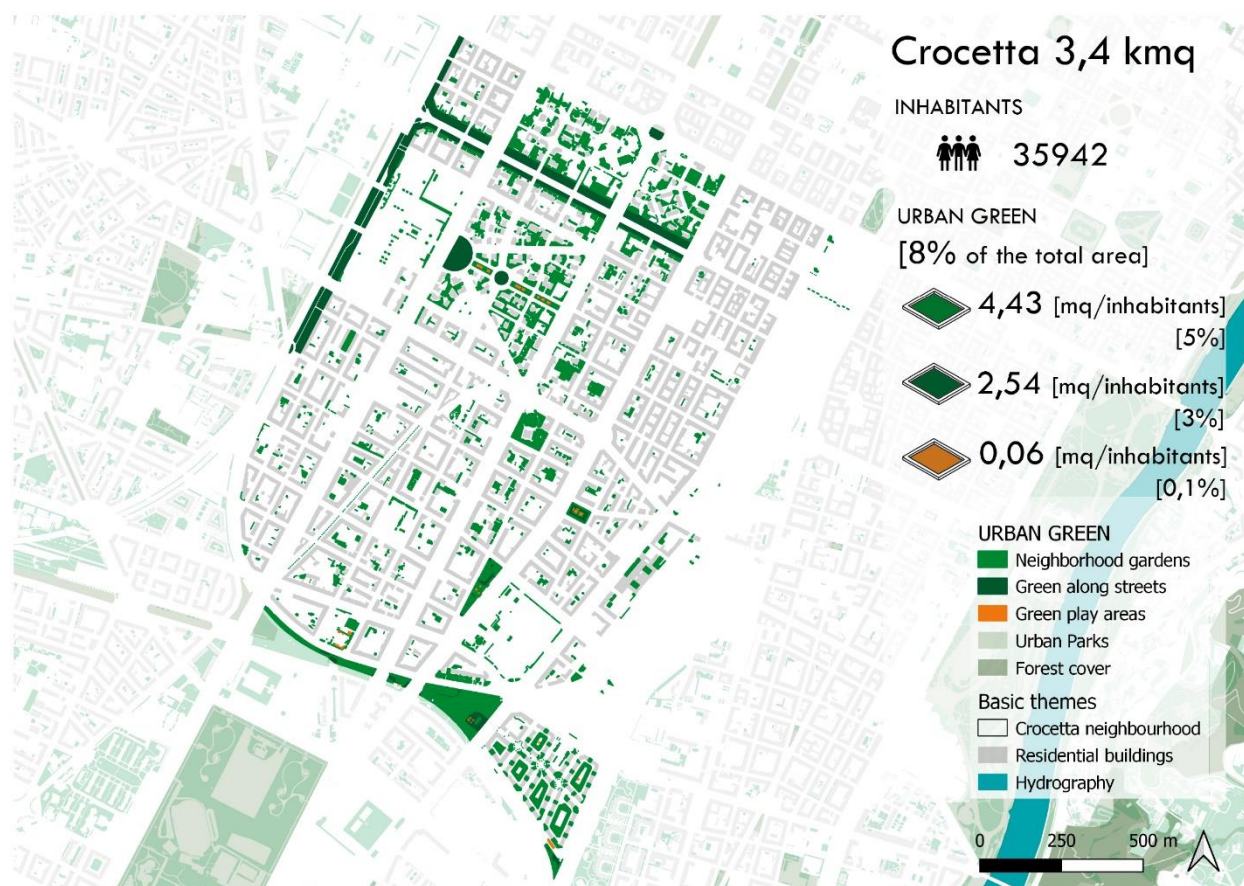 Crocetta 3,4 kmq
INHABITANTS
35942
URBAN GREEN
[8% of the total area]
4,43 [mq/inhabitants]
[5%]
2,54 [mq/inhabitants]
[3%]
0,06 [mq/inhabitants]
[0,1%]
URBAN GREEN
Neighborhood gardens
Green along streets
Green play areas
Urban Parks
Forest cover
Basic themes
Crocetta neighbourhood
Residential buildings
Hydrography
0 250 500 m